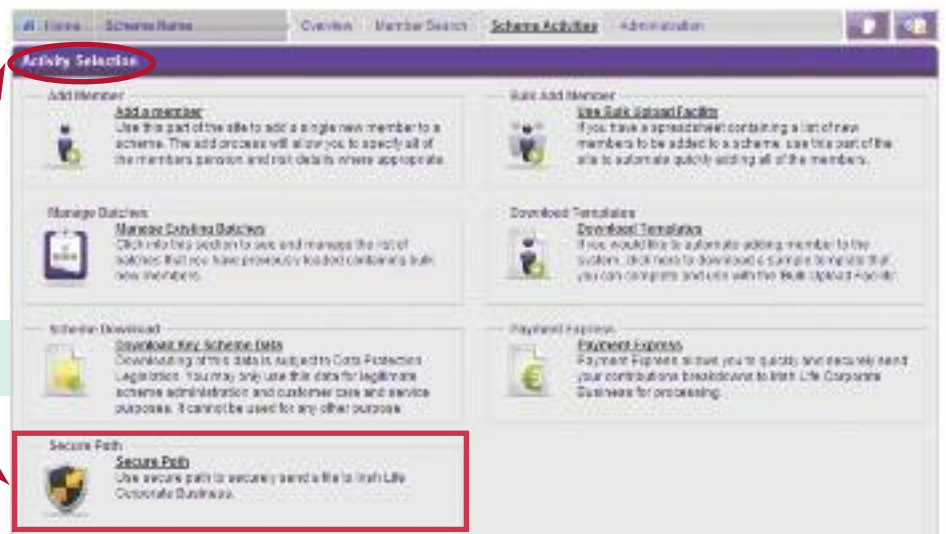 Home Scheme Name Overview Member Search Scheme Activities Administration
Activity Selection
Add Member
Add a member
Use this part of the site to add a single new member to a
scheme. The add process will allow you to specify all of
the members pension and risk details where appropriate.
Bulk Add Member
Use Bulk Upload Facility
If you have a spreadsheet containing a list of new
members to be added to a scheme, use this part of the
site to automate quickly adding all of the members.
Manage Batches
Manage Existing Batches
Click into this section to see and manage the list of
batches that you have previously loaded containing bulk
new members.
Download Templates
Download Templates
If you would like to automate adding member to the
system, click here to download a sample template that
you can complete and use with the 'Bulk Upload Facility'
Scheme Download
Download Key Scheme Data
Downloading of this data is subject to Data Protection
Legislation. You may only use this data for legitimate
scheme administration and customer care and service
purposes. It cannot be used for any other purpose.
Payment Express
Payment Express
Payment Express allows you to quickly and securely send
your contributions breakdowns to Irish Life Corporate
Business for processing.
Secure Path
Secure Path
Use secure path to securely send a file to Irish Life
Corporate Business.